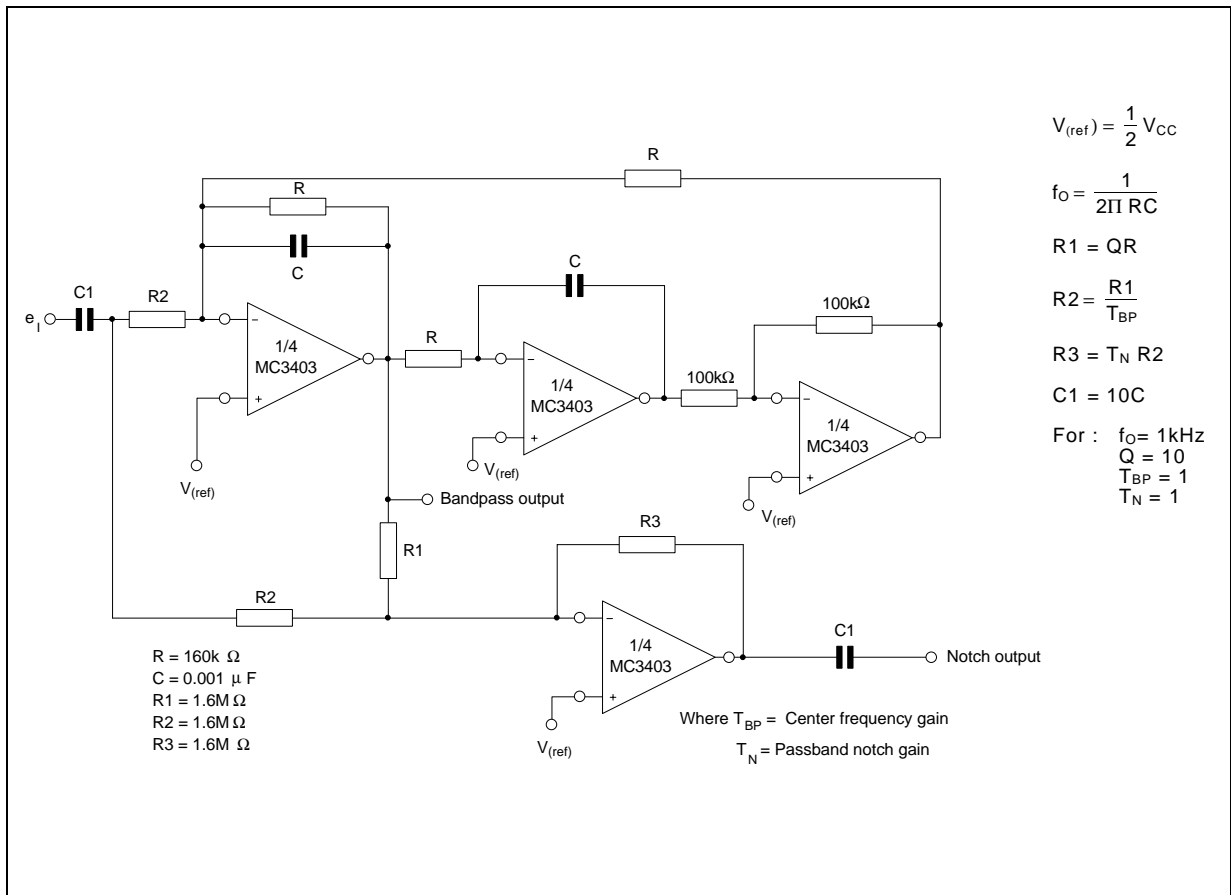 V(ref) = 1/2 VCC
fO = 1/2Π RC
R1 = QR
R2 = R1/TBP
R3 = TN R2
C1 = 10C
For : fO= 1kHz
Q = 10
TBP = 1
TN = 1
R
R
C
C1
R2
eI
1/4
MC3403
V(ref)
R
C
1/4
MC3403
V(ref)
100kΩ
100kΩ
1/4
MC3403
V(ref)
Bandpass output
R1
R2
R3
1/4
MC3403
V(ref)
C1
Notch output
R = 160k Ω
C = 0.001 μ F
R1 = 1.6M Ω
R2 = 1.6M Ω
R3 = 1.6M Ω
Where TBP = Center frequency gain
TN = Passband notch gain